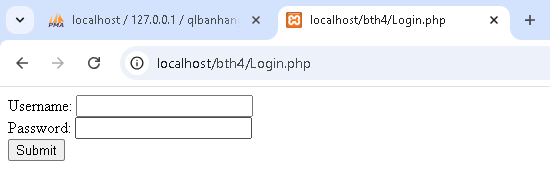 localhost / 127.0.0.1 / qlbanhan
localhost/bth4/Login.php
localhost/bth4/Login.php
Username:
Password:
Submit